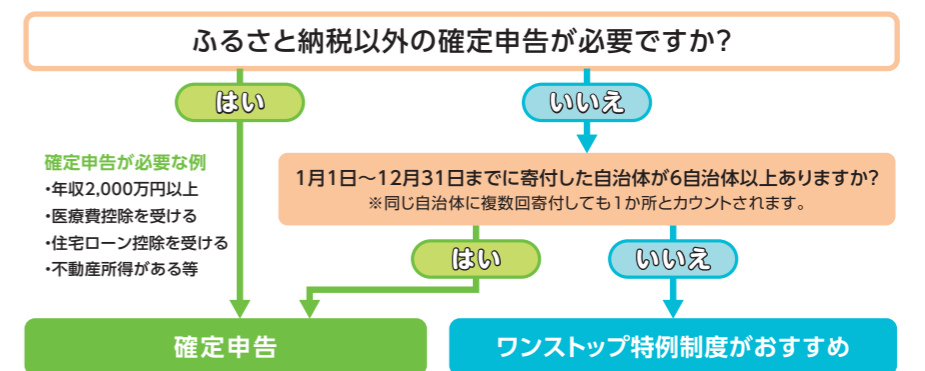 ふるさと納税以外の確定申告が必要ですか?
はい
いいえ
確定申告が必要な例
・年収2,000万円以上
・医療費控除を受ける
・住宅ローン控除を受ける
・不動産所得がある等
1月1日～12月31日までに寄付した自治体が6自治体以上ありますか?
※同じ自治体に複数回寄付しても1か所とカウントされます。
はい
いいえ
確定申告
ワンストップ特例制度がおすすめ